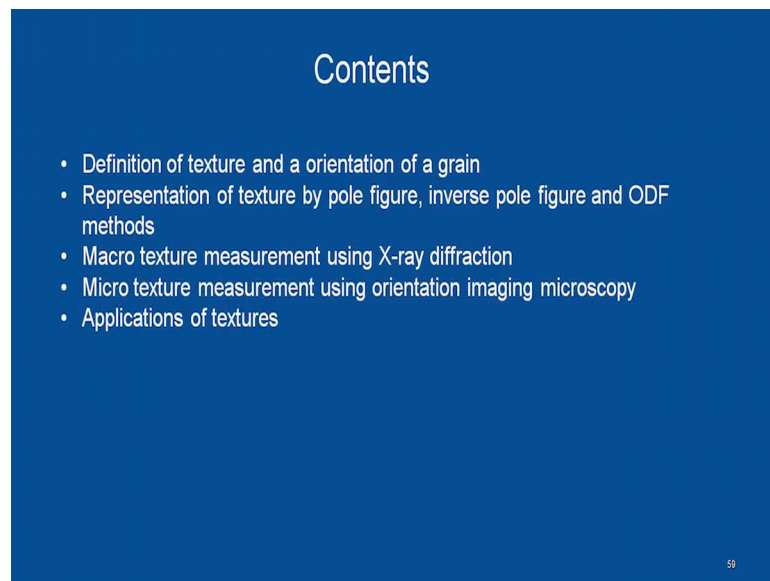 Contents
• Definition of texture and a orientation of a grain
• Representation of texture by pole figure, inverse pole figure and ODF
methods
• Macro texture measurement using X-ray diffraction
• Micro texture measurement using orientation imaging microscopy
• Applications of textures
59